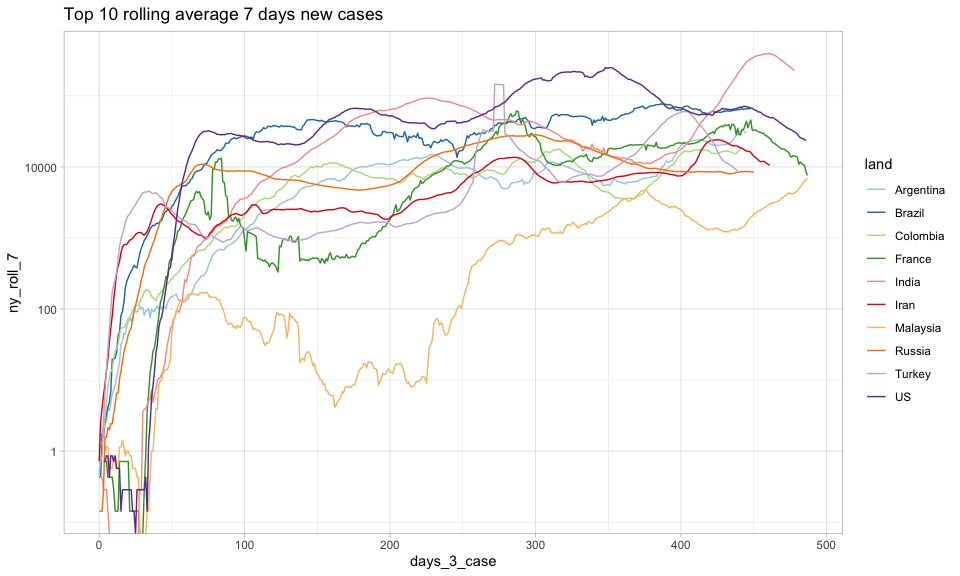 Top 10 rolling average 7 days new cases
ny_roll_7
10000
100
1
0
100
200
300
400
500
days_3_case
land
Argentina
Brazil
Colombia
France
India
Iran
Malaysia
Russia
Turkey
US